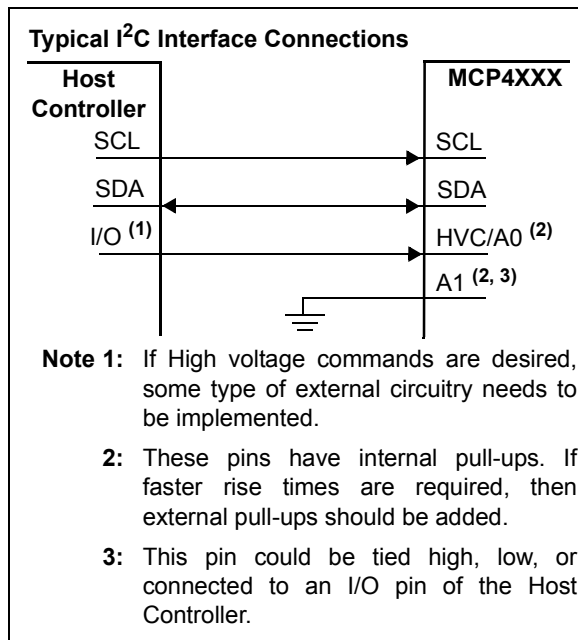 Typical I²C Interface Connections
Host
Controller
MCP4XXX
SCL
SCL
SDA
SDA
I/O (1)
HVC/A0 (2)
A1 (2, 3)
Note 1: If High voltage commands are desired,
some type of external circuitry needs to
be implemented.
2: These pins have internal pull-ups. If
faster rise times are required, then
external pull-ups should be added.
3: This pin could be tied high, low, or
connected to an I/O pin of the Host
Controller.